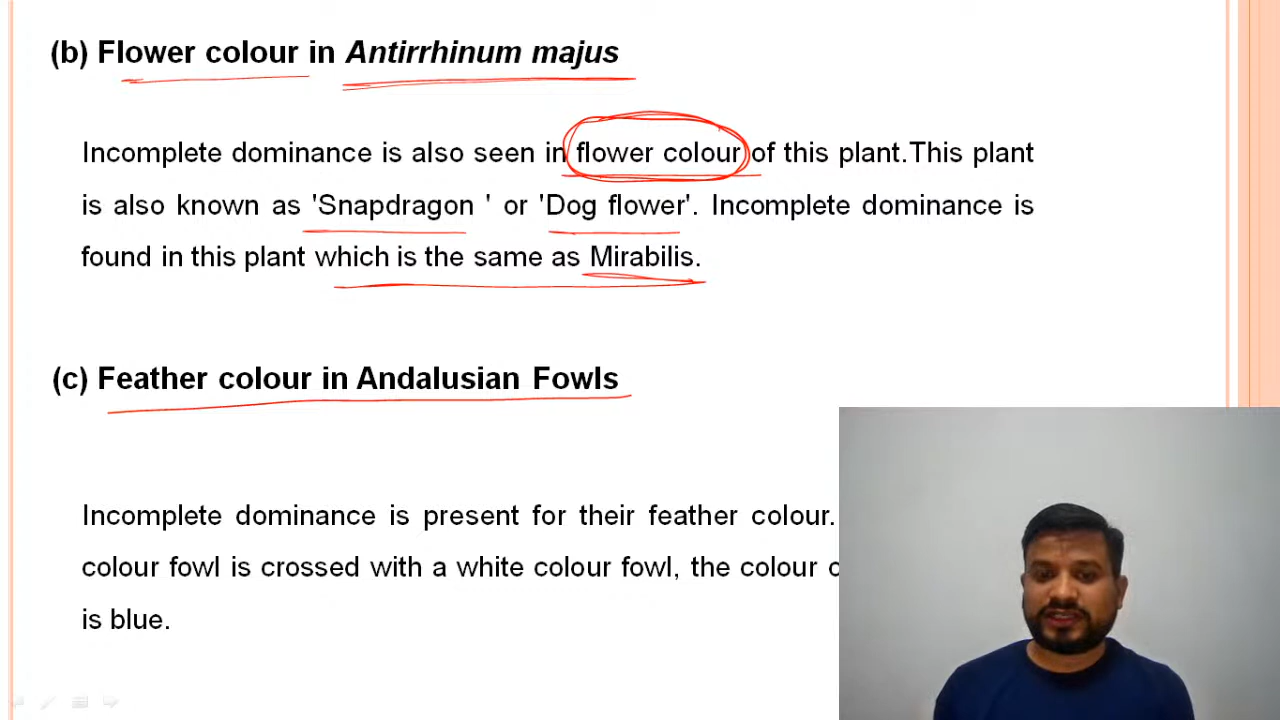 (b) Flower colour in Antirrhinum majus
Incomplete dominance is also seen in flower colour of this plant.This plant
is also known as 'Snapdragon ' or 'Dog flower'. Incomplete dominance is
found in this plant which is the same as Mirabilis.
(c) Feather colour in Andalusian Fowls
Incomplete dominance is present for their feather colour.
colour fowl is crossed with a white colour fowl, the colour
is blue.